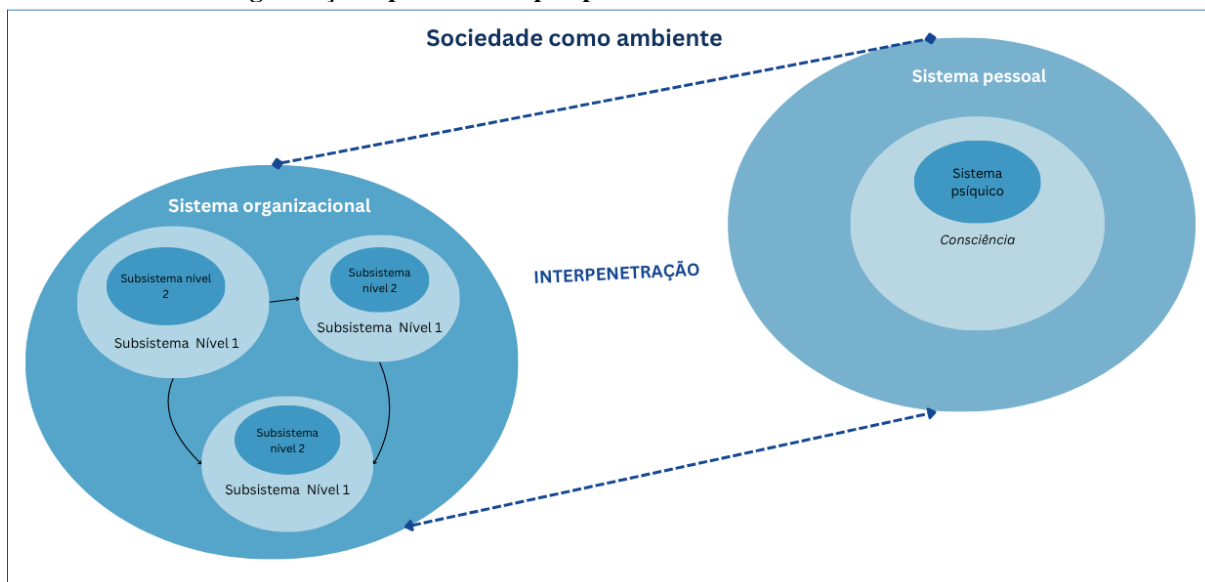 Sociedade como ambiente
Sistema pessoal
Sistema
psíquico
Consciência
Sistema organizacional
Subsistema nível
2
Subsistema Nível 1
Subsistema
nível 2
Subsistema Nível 1
INTERPENETRAÇÃO
Subsistema
nível 2
Subsistema Nível 1